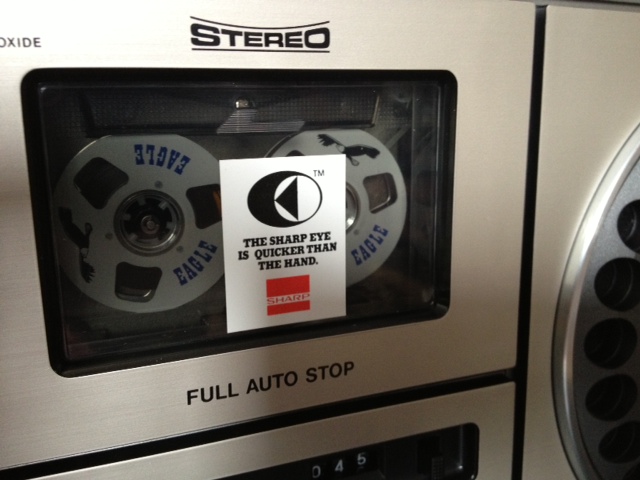 OXIDE
STEREO
EAGLE
EAGLE
EAGLE
TM
THE SHARP EYE
IS QUICKER THAN
THE HAND.
SHARP
FULL AUTO STOP
045